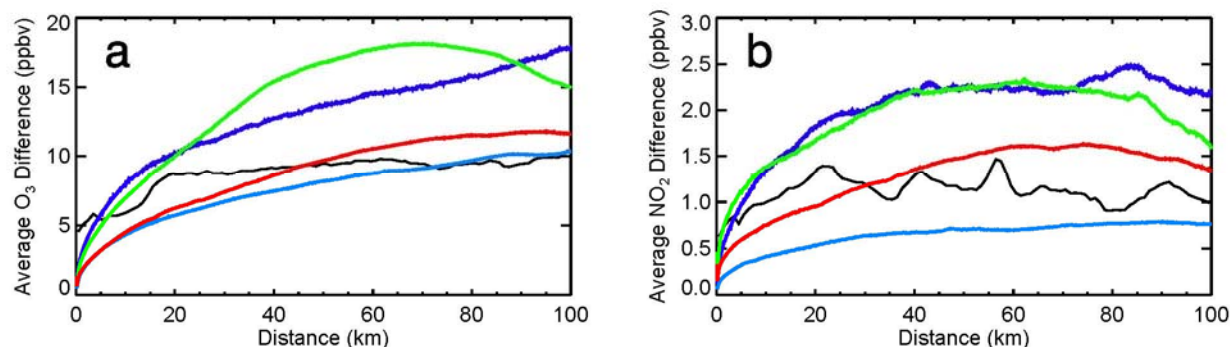 a
Average O₃ Difference (ppbv)
20
15
10
5
0
0 20 40 60 80 100
Distance (km)
b
Average NO₂ Difference (ppbv)
3.0
2.5
2.0
1.5
1.0
0.5
0.0
0 20 40 60 80 100
Distance (km)